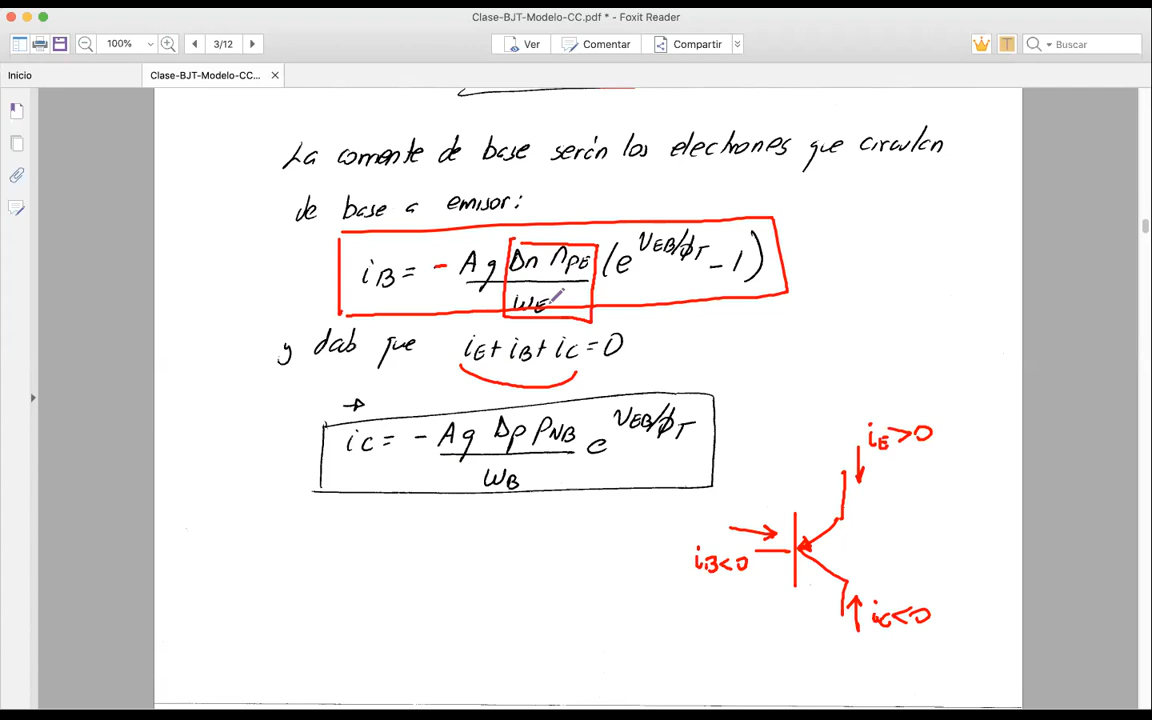 Clase-BJT-Modelo-CC.pdf * - Foxit Reader
100%
3/12
Ver
Comentar
Compartir
T
Buscar
Inicio
Clase-BJT-Modelo-CC...
La corriente de base serán los electrones que circulan
de base a emisor:
iB = - Aq Dn nPE / WE (e^VEB/ϕT - 1)
y dado que iE + iB + iC = 0
→
iC = - Aq Dp PNB / WB e^VEB/ϕT
iE>0
iB<0
iC<0